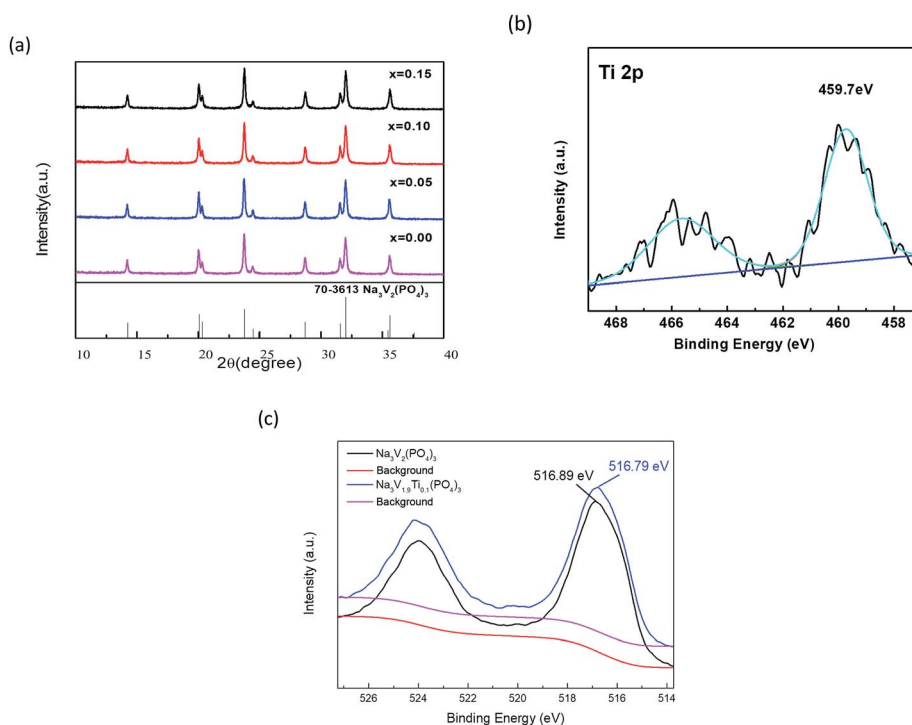 (a)
x=0.15
x=0.10
x=0.05
x=0.00
70-3613 Na₃V₂(PO₄)₃
Intensity(a.u.)
10 15 20 25 30 35 40
2θ(degree)
(b)
Ti 2p
459.7eV
Intensity (a.u.)
468 466 464 462 460 458
Binding Energy (eV)
(c)
Na₃V₂(PO₄)₃
Background
Na₃V₁.₉Ti₀.₁(PO₄)₃
Background
516.79 eV
516.89 eV
Intensity (a.u.)
526 524 522 520 518 516 514
Binding Energy (eV)